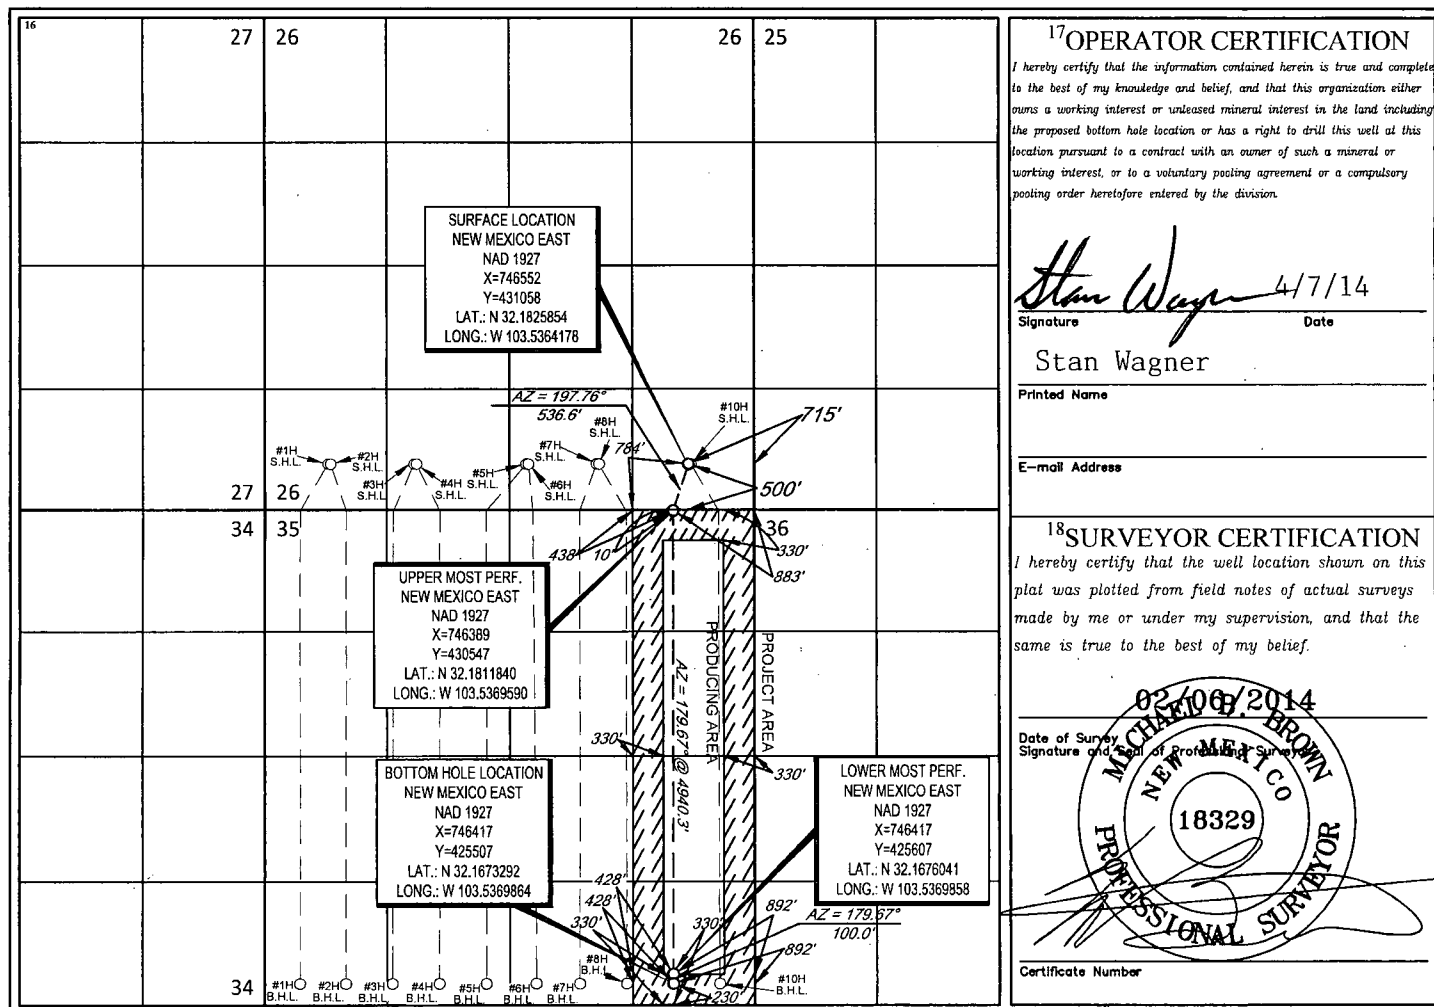 16
27 26
26 25
SURFACE LOCATION
NEW MEXICO EAST
NAD 1927
X=746552
Y=431058
LAT.: N 32.1825854
LONG.: W 103.5364178
AZ = 197.76°
536.6'
#10H
S.H.L.
715'
#8H
S.H.L.
#7H
S.H.L.
784'
#1H
S.H.L.
#2H
S.H.L.
#3H
S.H.L.
#4H
S.H.L.
#5H
S.H.L.
#6H
S.H.L.
500'
27 26
34 35
36
438'
10'
330'
883'
UPPER MOST PERF.
NEW MEXICO EAST
NAD 1927
X=746389
Y=430547
LAT.: N 32.1811840
LONG.: W 103.5369590
PROJECT AREA
PRODUCING AREA
AZ = 179.67° @ 4940.3'
330'
330'
BOTTOM HOLE LOCATION
NEW MEXICO EAST
NAD 1927
X=746417
Y=425507
LAT.: N 32.1673292
LONG.: W 103.5369864
LOWER MOST PERF.
NEW MEXICO EAST
NAD 1927
X=746417
Y=425607
LAT.: N 32.1676041
LONG.: W 103.5369858
428'
428'
330'
330'
892'
AZ = 179.67°
100.0'
892'
230'
34
#1H
B.H.L.
#2H
B.H.L.
#3H
B.H.L.
#4H
B.H.L.
#5H
B.H.L.
#6H
B.H.L.
#7H
B.H.L.
#8H
B.H.L.
#10H
B.H.L.
17 OPERATOR CERTIFICATION
I hereby certify that the information contained herein is true and complete
to the best of my knowledge and belief, and that this organization either
owns a working interest or unleased mineral interest in the land including
the proposed bottom hole location or has a right to drill this well at this
location pursuant to a contract with an owner of such a mineral or
working interest, or to a voluntary pooling agreement or a compulsory
pooling order heretofore entered by the division.
Stan Wagner 4/7/14
Signature Date
Stan Wagner
Printed Name
E-mail Address
18 SURVEYOR CERTIFICATION
I hereby certify that the well location shown on this
plat was plotted from field notes of actual surveys
made by me or under my supervision, and that the
same is true to the best of my belief.
02/06/2014
Date of Survey
Signature and Seal of Professional Surveyor:
MICHAEL B. BROWN
NEW MEXICO
18329
PROFESSIONAL SURVEYOR
Certificate Number